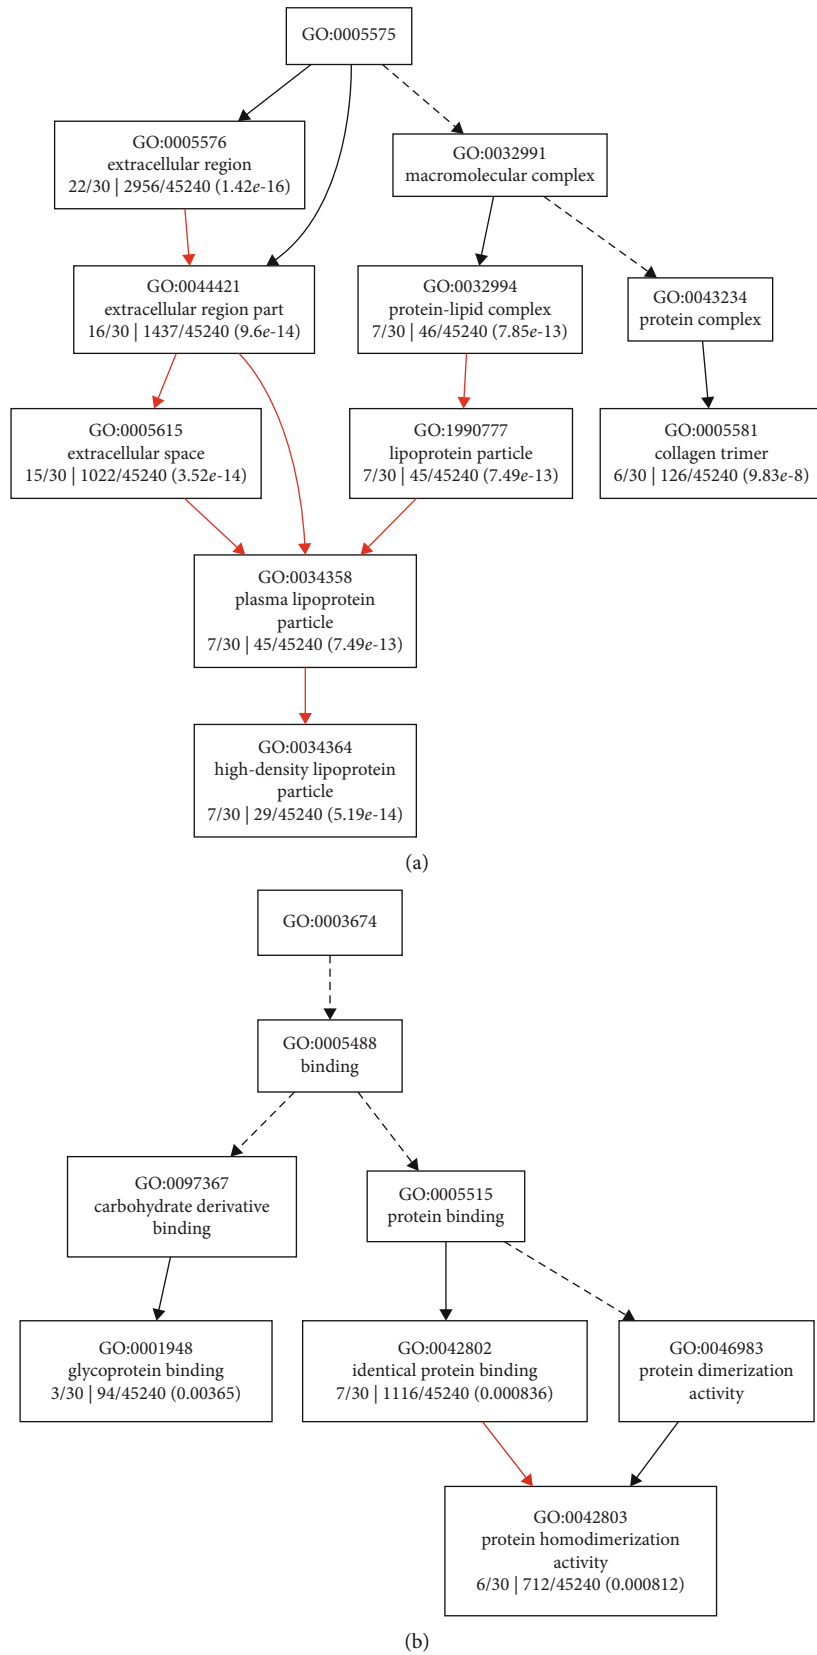 GO:0005575
GO:0005576
extracellular region
22/30 | 2956/45240 (1.42e-16)
GO:0032991
macromolecular complex
GO:0044421
extracellular region part
16/30 | 1437/45240 (9.6e-14)
GO:0032994
protein-lipid complex
7/30 | 46/45240 (7.85e-13)
GO:0043234
protein complex
GO:0005615
extracellular space
15/30 | 1022/45240 (3.52e-14)
GO:1990777
lipoprotein particle
7/30 | 45/45240 (7.49e-13)
GO:0005581
collagen trimer
6/30 | 126/45240 (9.83e-8)
GO:0034358
plasma lipoprotein
particle
7/30 | 45/45240 (7.49e-13)
GO:0034364
high-density lipoprotein
particle
7/30 | 29/45240 (5.19e-14)
(a)
GO:0003674
GO:0005488
binding
GO:0097367
carbohydrate derivative
binding
GO:0005515
protein binding
GO:0001948
glycoprotein binding
3/30 | 94/45240 (0.00365)
GO:0042802
identical protein binding
7/30 | 1116/45240 (0.000836)
GO:0046983
protein dimerization
activity
GO:0042803
protein homodimerization
activity
6/30 | 712/45240 (0.000812)
(b)